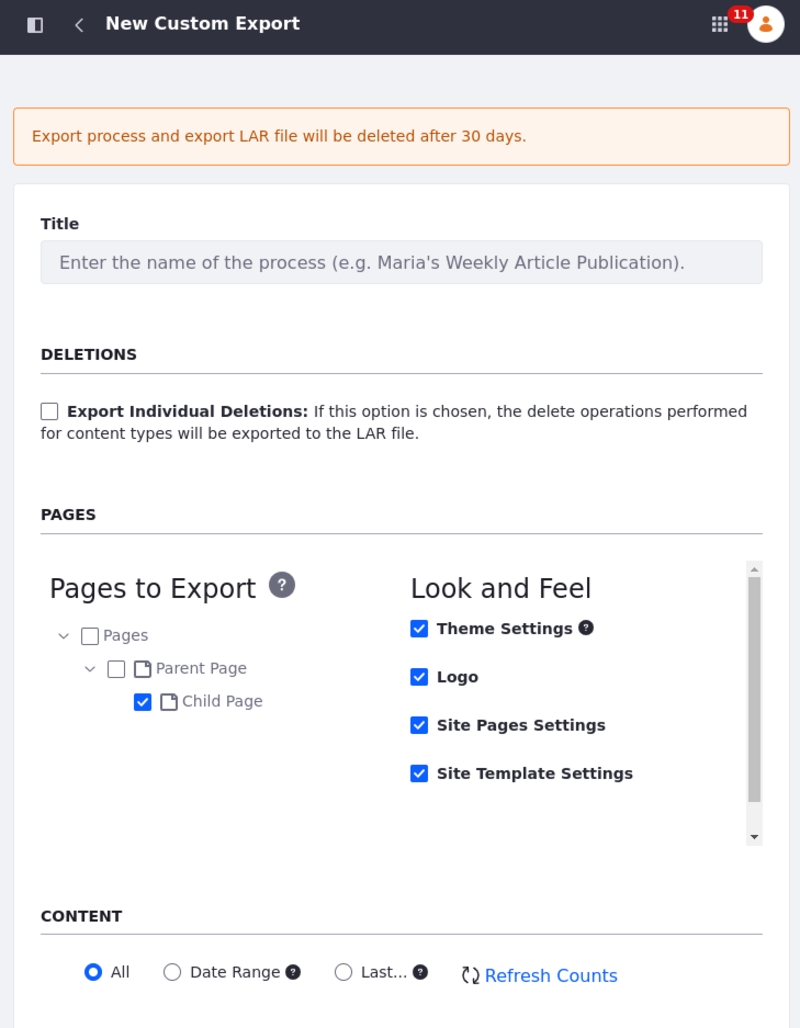 New Custom Export
11
Export process and export LAR file will be deleted after 30 days.
Title
Enter the name of the process (e.g. Maria's Weekly Article Publication).
DELETIONS
Export Individual Deletions: If this option is chosen, the delete operations performed
for content types will be exported to the LAR file.
PAGES
Pages to Export ?
Pages
Parent Page
Child Page
Look and Feel
Theme Settings ?
Logo
Site Pages Settings
Site Template Settings
CONTENT
All Date Range ? Last... ? Refresh Counts